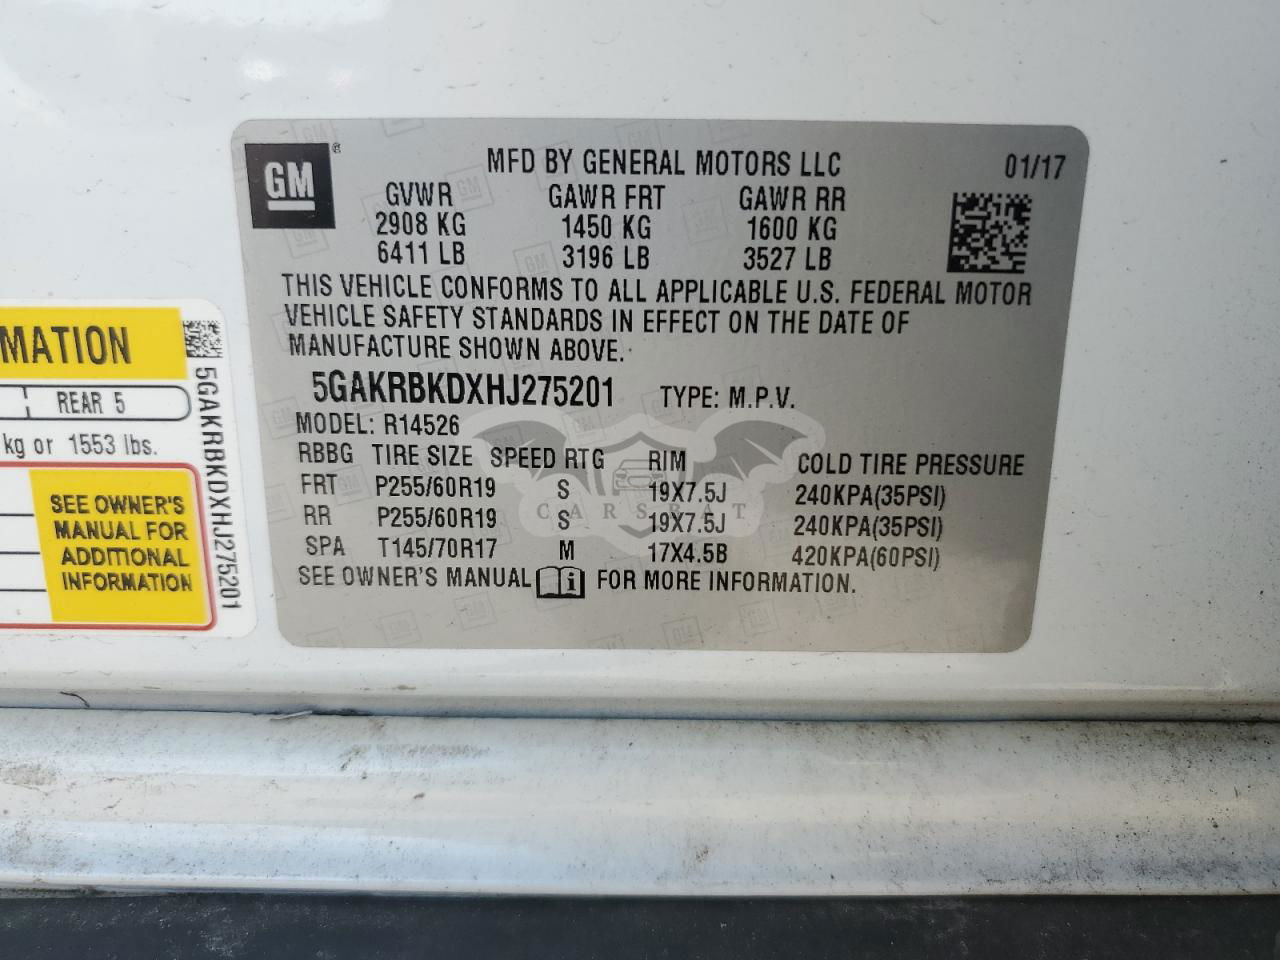 GM ®
MFD BY GENERAL MOTORS LLC 01/17
GVWR GAWR FRT GAWR RR
2908 KG 1450 KG 1600 KG
6411 LB 3196 LB 3527 LB
THIS VEHICLE CONFORMS TO ALL APPLICABLE U.S. FEDERAL MOTOR
VEHICLE SAFETY STANDARDS IN EFFECT ON THE DATE OF
MANUFACTURE SHOWN ABOVE.
5GAKRBKDXHJ275201 TYPE: M.P.V.
MODEL: R14526
RBBG TIRE SIZE SPEED RTG RIM COLD TIRE PRESSURE
FRT P255/60R19 S 19X7.5J 240KPA(35PSI)
RR P255/60R19 S 19X7.5J 240KPA(35PSI)
SPA T145/70R17 M 17X4.5B 420KPA(60PSI)
SEE OWNER'S MANUAL FOR MORE INFORMATION.
CARSBAT
MATION
REAR 5
kg or 1553 lbs.
SEE OWNER'S
MANUAL FOR
ADDITIONAL
INFORMATION
5GAKRBKDXHJ275201